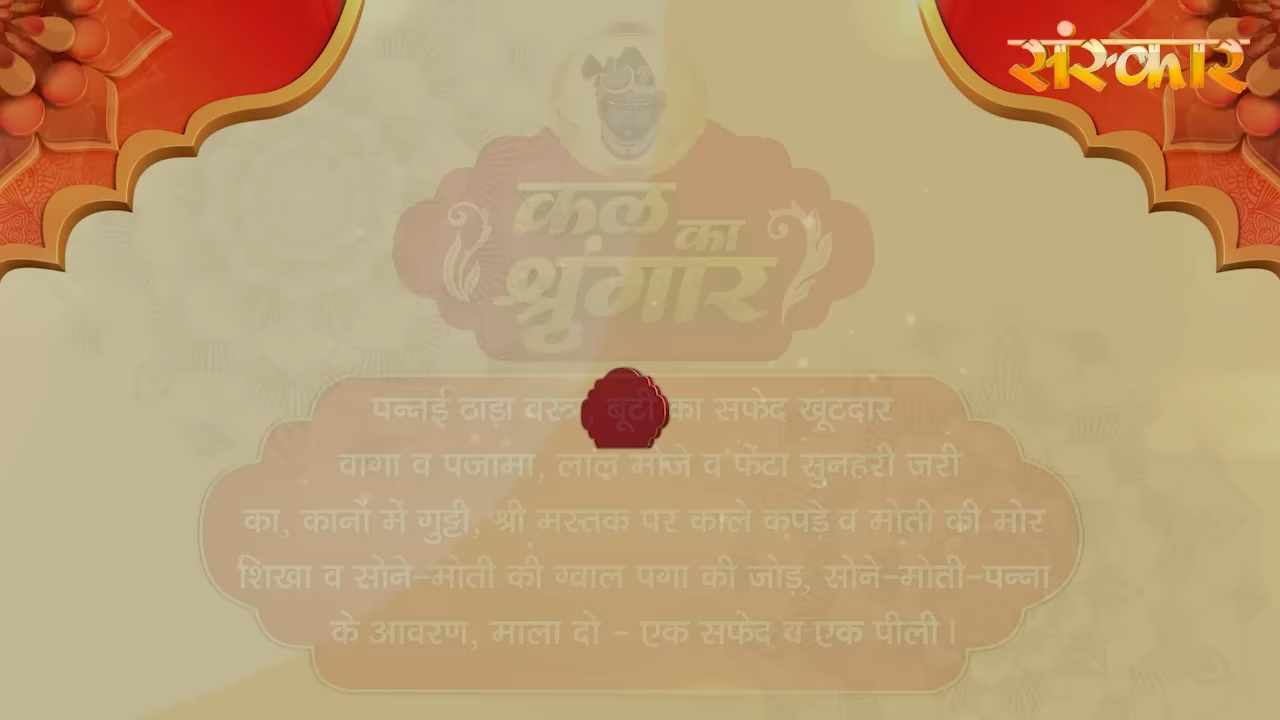 संस्कार
कल का
श्रृंगार
पन्नई ठाड़ा वस्त्र, बूटी का सफेद खूंटदार
वागा व पजामा, लाल मोजे व फेंटा सुनहरी जरी
का, कानों में गुट्टी, श्री मस्तक पर काले कपड़े व मोती की मोर
शिखा व सोने-मोती की ग्वाल पगा की जोड़, सोने-मोती-पन्ना
के आवरण, माला दो - एक सफेद व एक पीली।